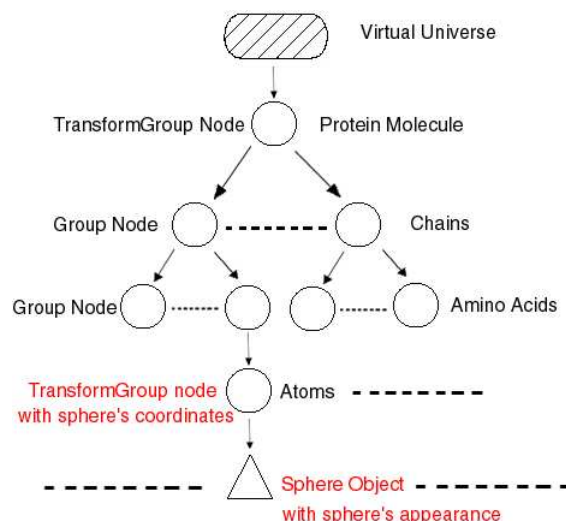 Virtual Universe
TransformGroup Node
Protein Molecule
Group Node
Chains
Group Node
Amino Acids
TransformGroup node
with sphere's coordinates
Atoms
Sphere Object
with sphere's appearance